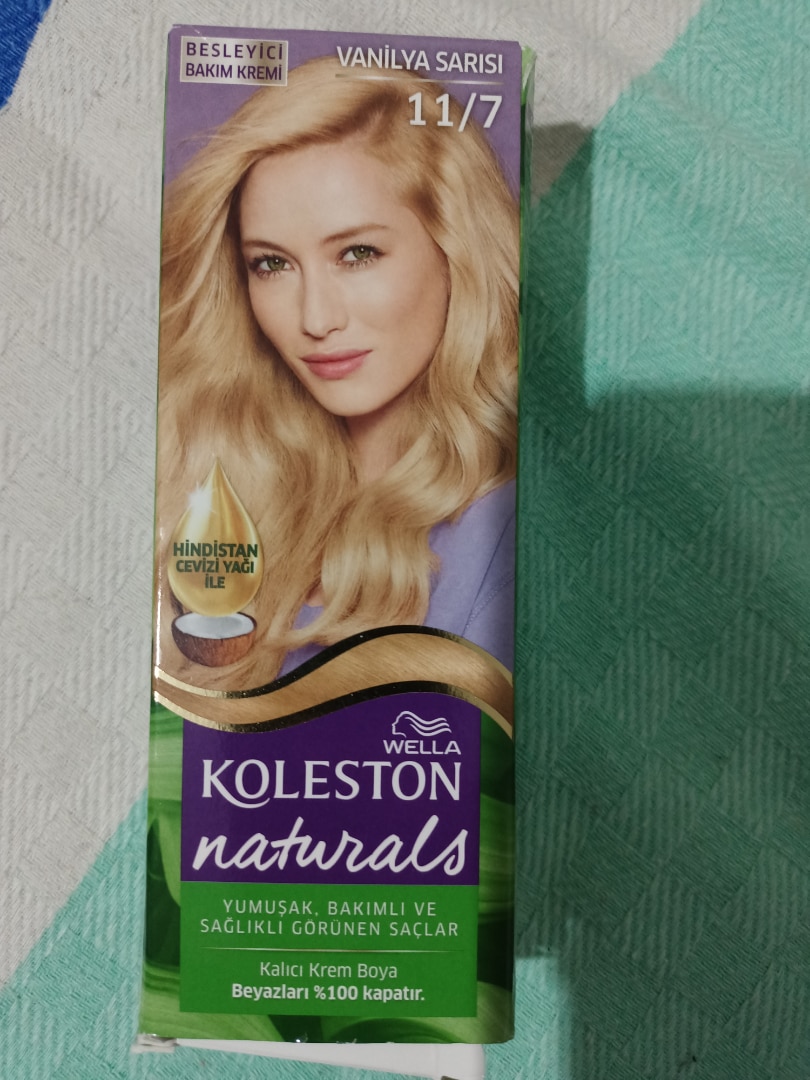 BESLEYİCİ
BAKIM KREMİ
VANİLYA SARISI
11/7
HİNDİSTAN
CEVİZİ YAĞI
İLE
WELLA
KOLESTON
naturals
YUMUŞAK, BAKIMLI VE
SAĞLIKLI GÖRÜNEN SAÇLAR
Kalıcı Krem Boya
Beyazları %100 kapatır.